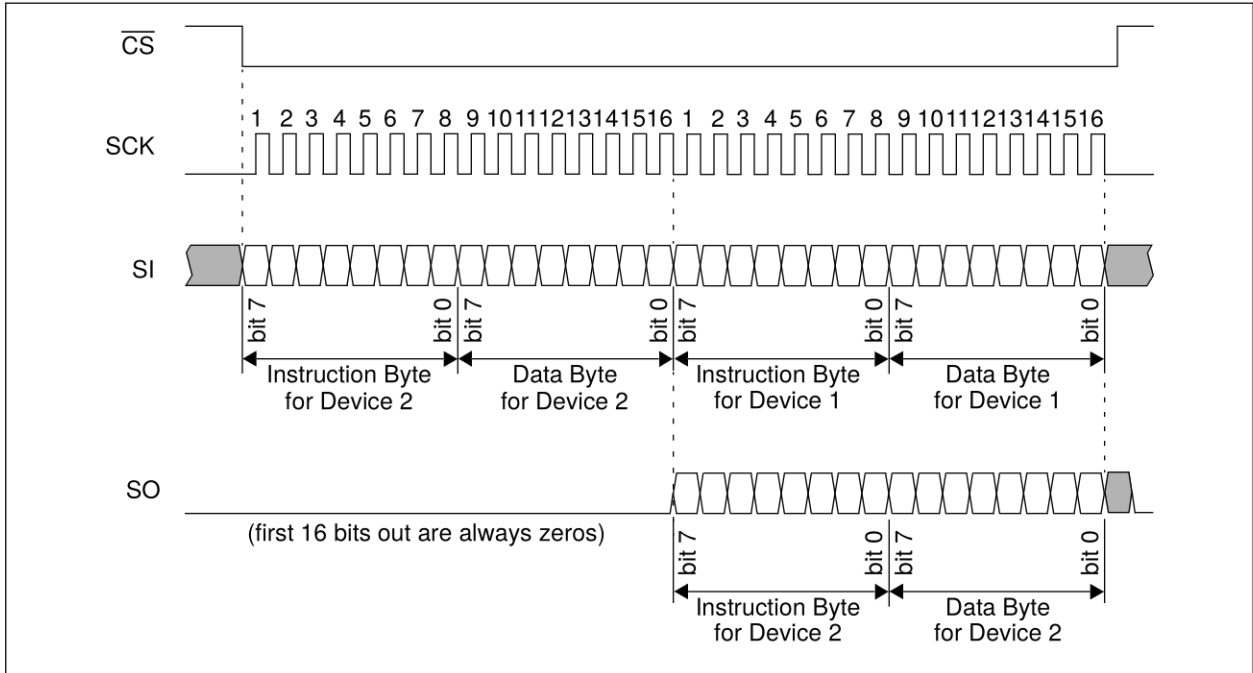 CS
1 2 3 4 5 6 7 8 9 10 11 12 13 14 15 16 1 2 3 4 5 6 7 8 9 10 11 12 13 14 15 16
SCK
SI
bit 7 bit 0 bit 7 bit 0 bit 7 bit 0 bit 7 bit 0
Instruction Byte Data Byte Instruction Byte Data Byte
for Device 2 for Device 2 for Device 1 for Device 1
SO
(first 16 bits out are always zeros)
bit 7 bit 0 bit 7 bit 0
Instruction Byte Data Byte
for Device 2 for Device 2